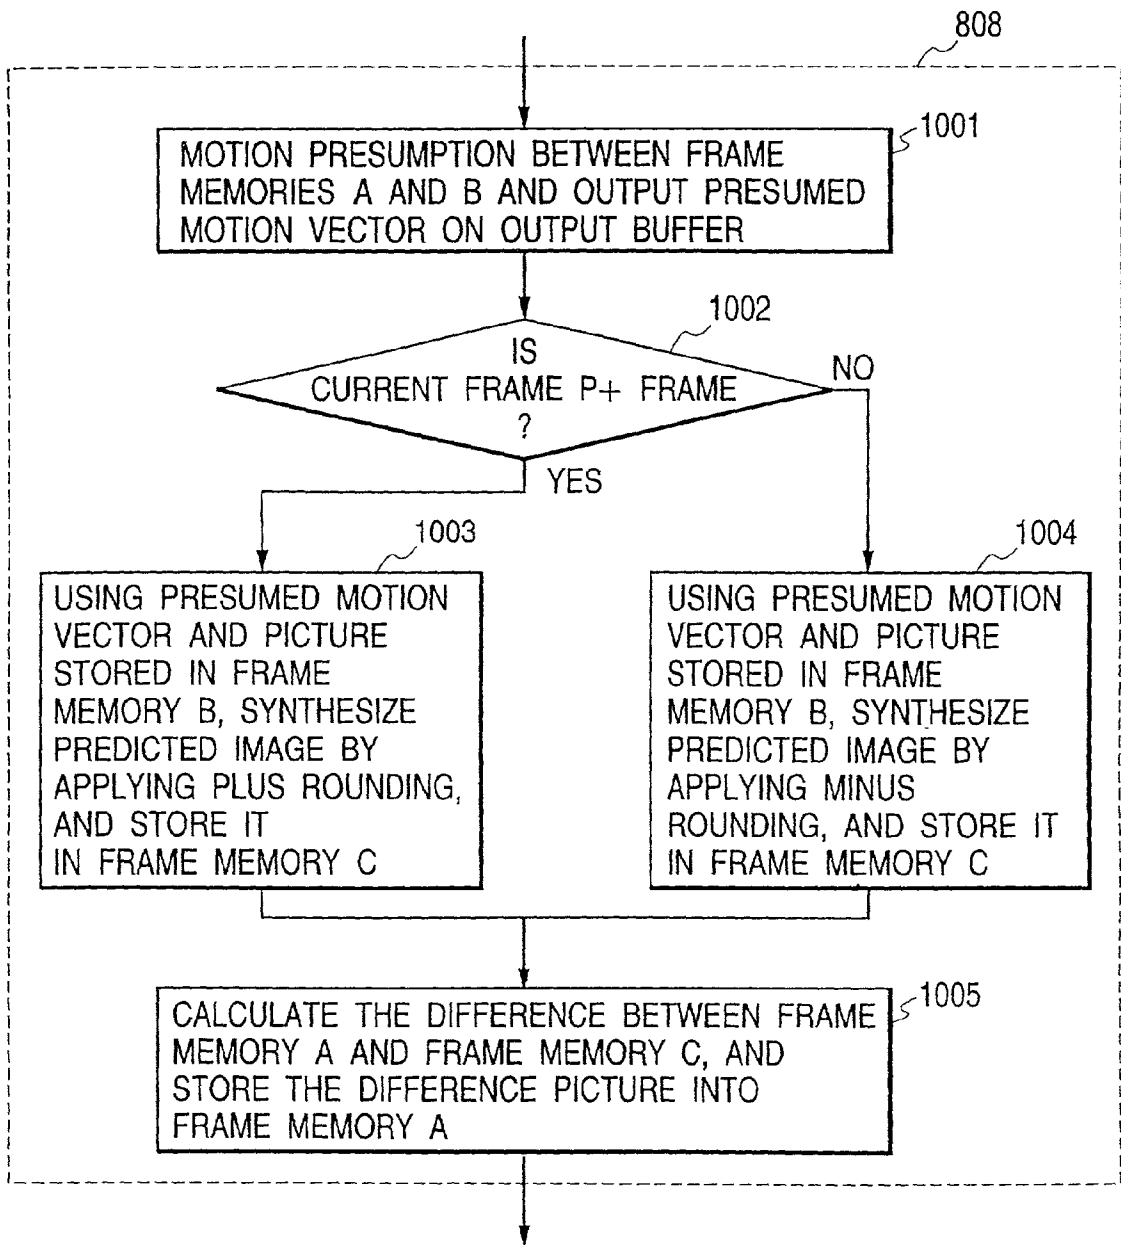 808
1001
MOTION PRESUMPTION BETWEEN FRAME
MEMORIES A AND B AND OUTPUT PRESUMED
MOTION VECTOR ON OUTPUT BUFFER
1002
IS
CURRENT FRAME P+ FRAME
?
NO
YES
1003
USING PRESUMED MOTION
VECTOR AND PICTURE
STORED IN FRAME
MEMORY B, SYNTHESIZE
PREDICTED IMAGE BY
APPLYING PLUS ROUNDING,
AND STORE IT
IN FRAME MEMORY C
1004
USING PRESUMED MOTION
VECTOR AND PICTURE
STORED IN FRAME
MEMORY B, SYNTHESIZE
PREDICTED IMAGE BY
APPLYING MINUS
ROUNDING, AND STORE IT
IN FRAME MEMORY C
1005
CALCULATE THE DIFFERENCE BETWEEN FRAME
MEMORY A AND FRAME MEMORY C, AND
STORE THE DIFFERENCE PICTURE INTO
FRAME MEMORY A